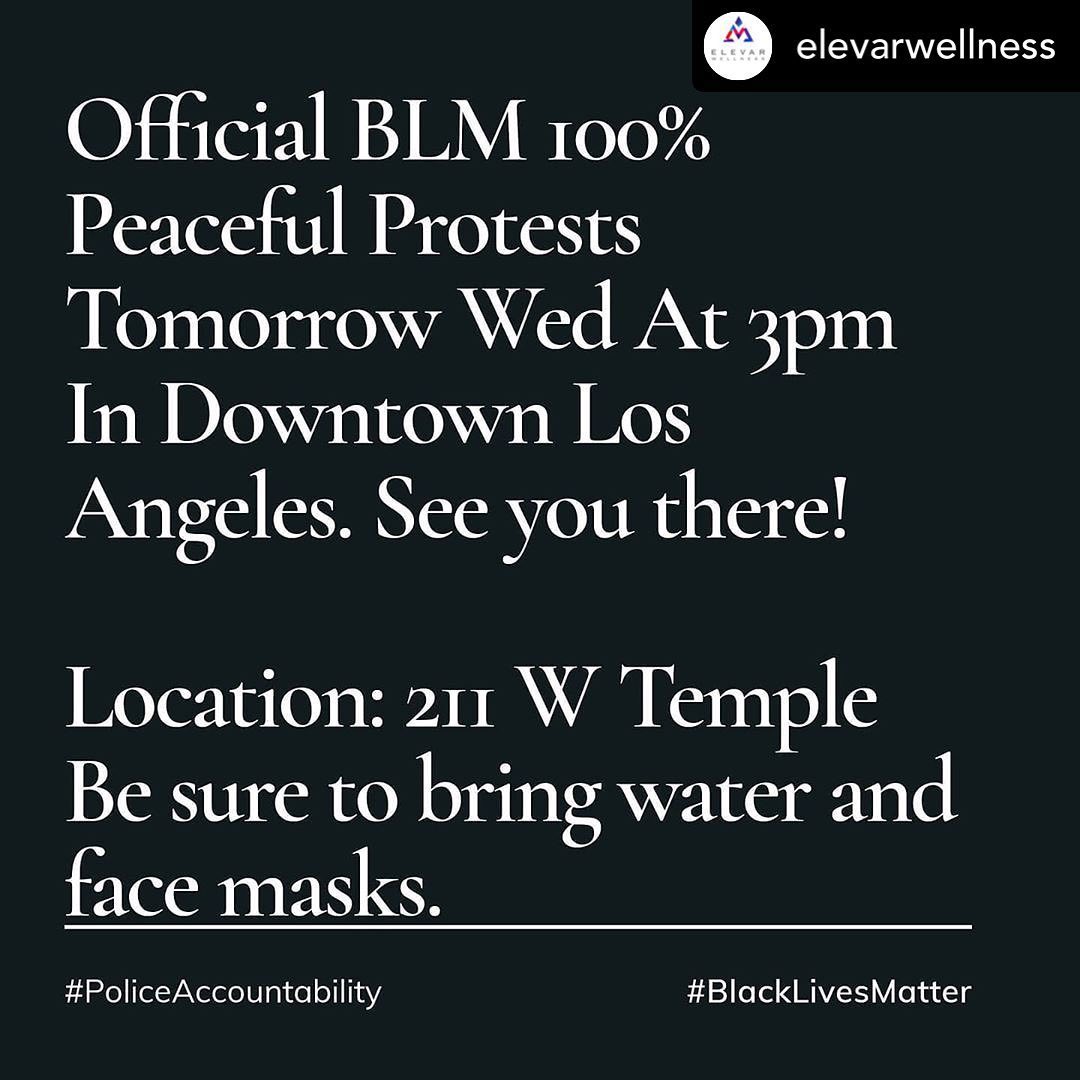 ELEVAR
WELLNESS
elevarwellness
Official BLM 100%
Peaceful Protests
Tomorrow Wed At 3pm
In Downtown Los
Angeles. See you there!
Location: 211 W Temple
Be sure to bring water and
face masks.
#PoliceAccountability
#BlackLivesMatter